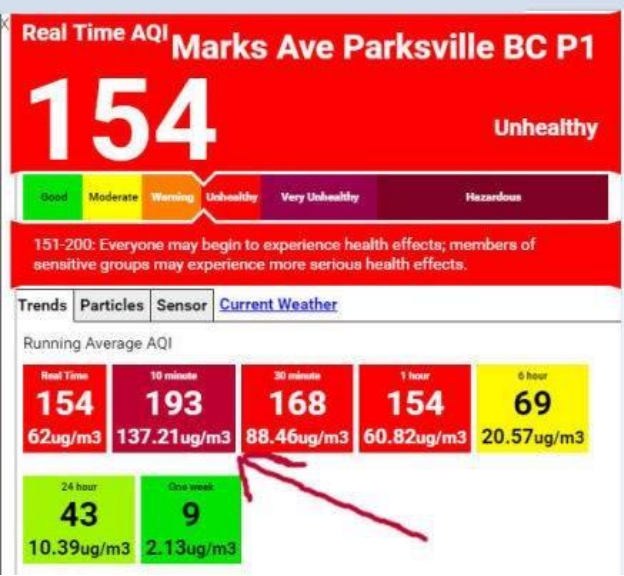 X
Real Time AQI
Marks Ave Parksville BC P1
154
Unhealthy
Good Moderate Warning Unhealthy Very Unhealthy Hazardous
151-200: Everyone may begin to experience health effects; members of
sensitive groups may experience more serious health effects.
Trends Particles Sensor Current Weather
Running Average AQI
Real Time 10 minute 30 minute 1 hour 6 hour
154 193 168 154 69
62ug/m3 137.21ug/m3 88.46ug/m3 60.82ug/m3 20.57ug/m3
24 hour One week
43 9
10.39ug/m3 2.13ug/m3